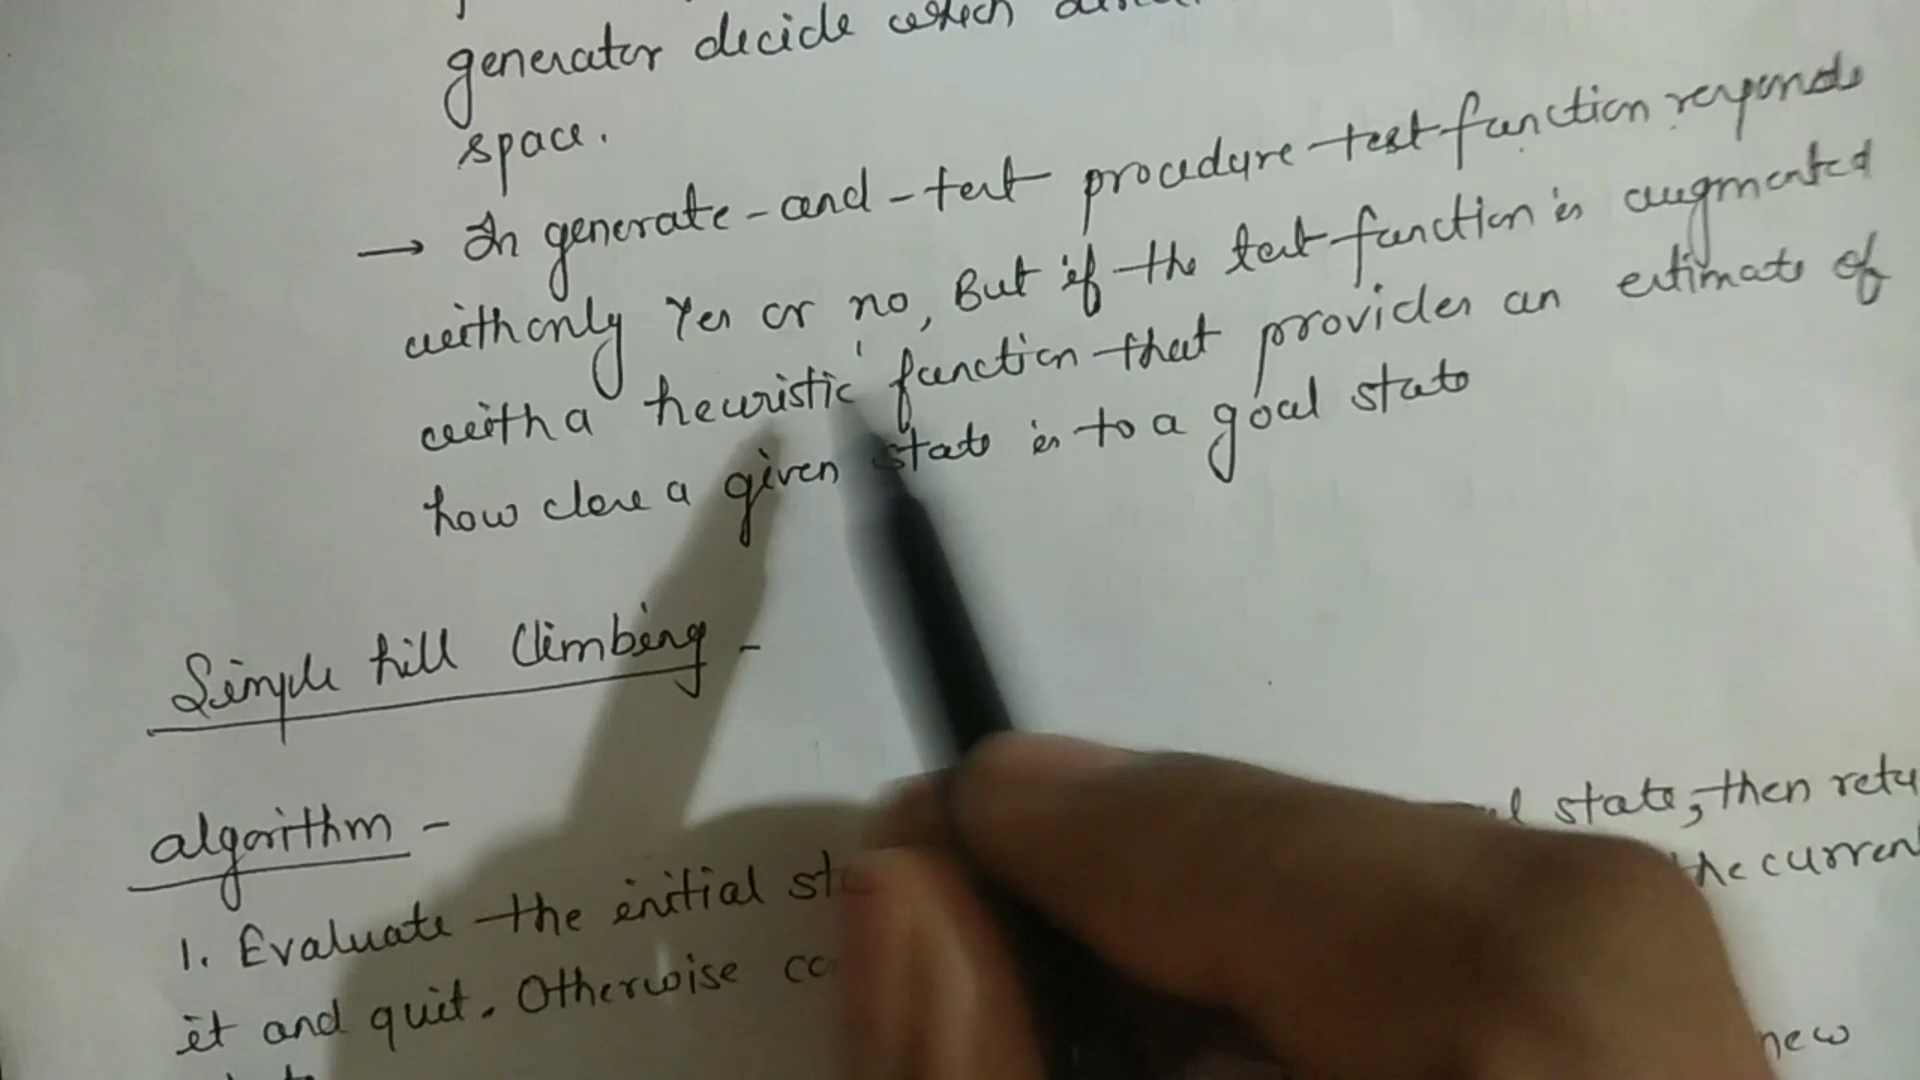 generator decide which
space.
→ In generate-and-test procedure test function responds
with only Yes or no, But if the test function is augmented
with a heuristic function that provides an estimate of
how close a given state is to a goal state
Simple hill Climbing -
algorithm -
1. Evaluate the initial state, then retu
it and quit. Otherwise the curren
new